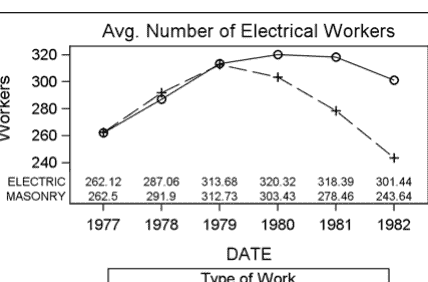 Avg. Number of Electrical Workers
320
300
280
260
240
Workers
ELECTRIC 262.12 287.06 313.68 320.32 318.39 301.44
MASONRY 262.5 291.9 312.73 303.43 278.46 243.64
1977 1978 1979 1980 1981 1982
DATE
Type of Work